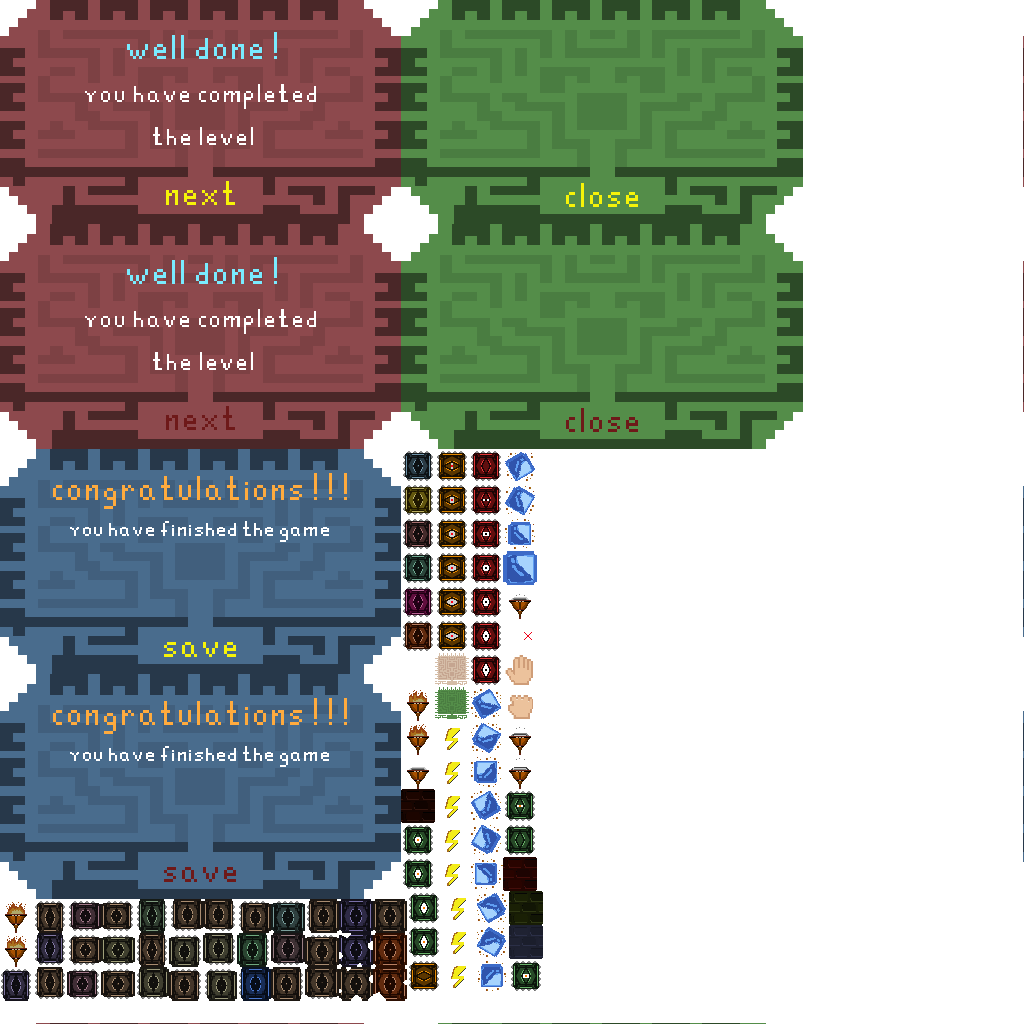 well done!
you have completed
the level
next
close
well done!
you have completed
the level
next
close
congratulations!!!
you have finished the game
save
congratulations!!!
you have finished the game
save